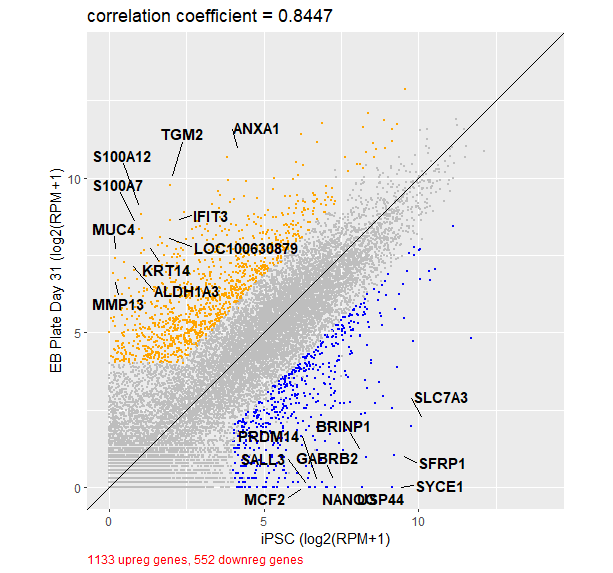 correlation coefficient = 0.8447
TGM2
ANXA1
S100A12
S100A7
IFIT3
MUC4
LOC100630879
KRT14
ALDH1A3
MMP13
SLC7A3
BRINP1
PRDM14
SALL3
GABRB2
SFRP1
SYCE1
MCF2
NANOG
USP44
10
5
0
EB Plate Day 31 (log2(RPM+1)
0
5
10
iPSC (log2(RPM+1)
1133 upreg genes, 552 downreg genes